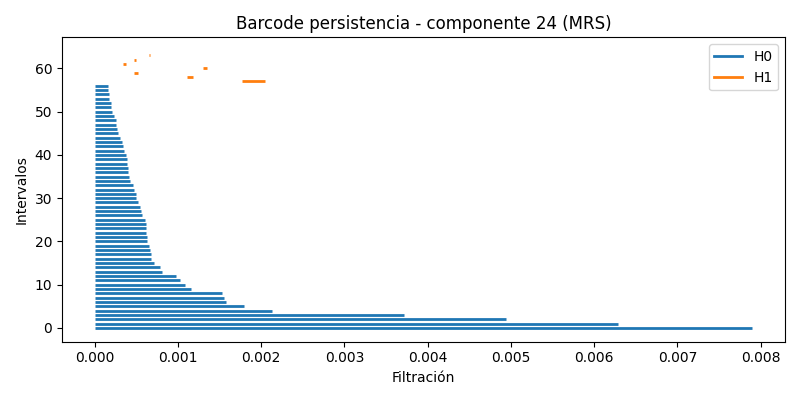 Barcode persistencia - componente 24 (MRS)
H0
H1
Intervalos
60
50
40
30
20
10
0
0.000 0.001 0.002 0.003 0.004 0.005 0.006 0.007 0.008
Filtración